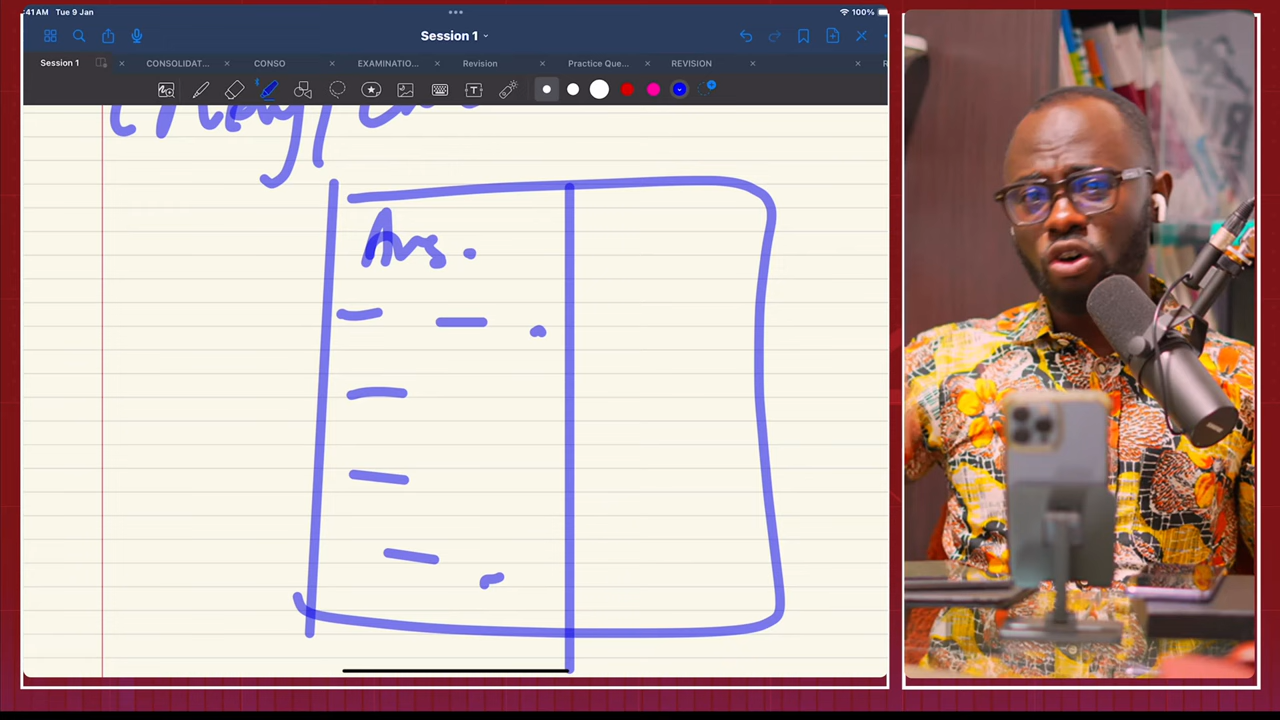 :41 AM Tue 9 Jan
100%
Session 1
Session 1
CONSOLIDAT...
CONSO
EXAMINATIO...
Revision
Practice Que...
REVISION
R
T
Ans.